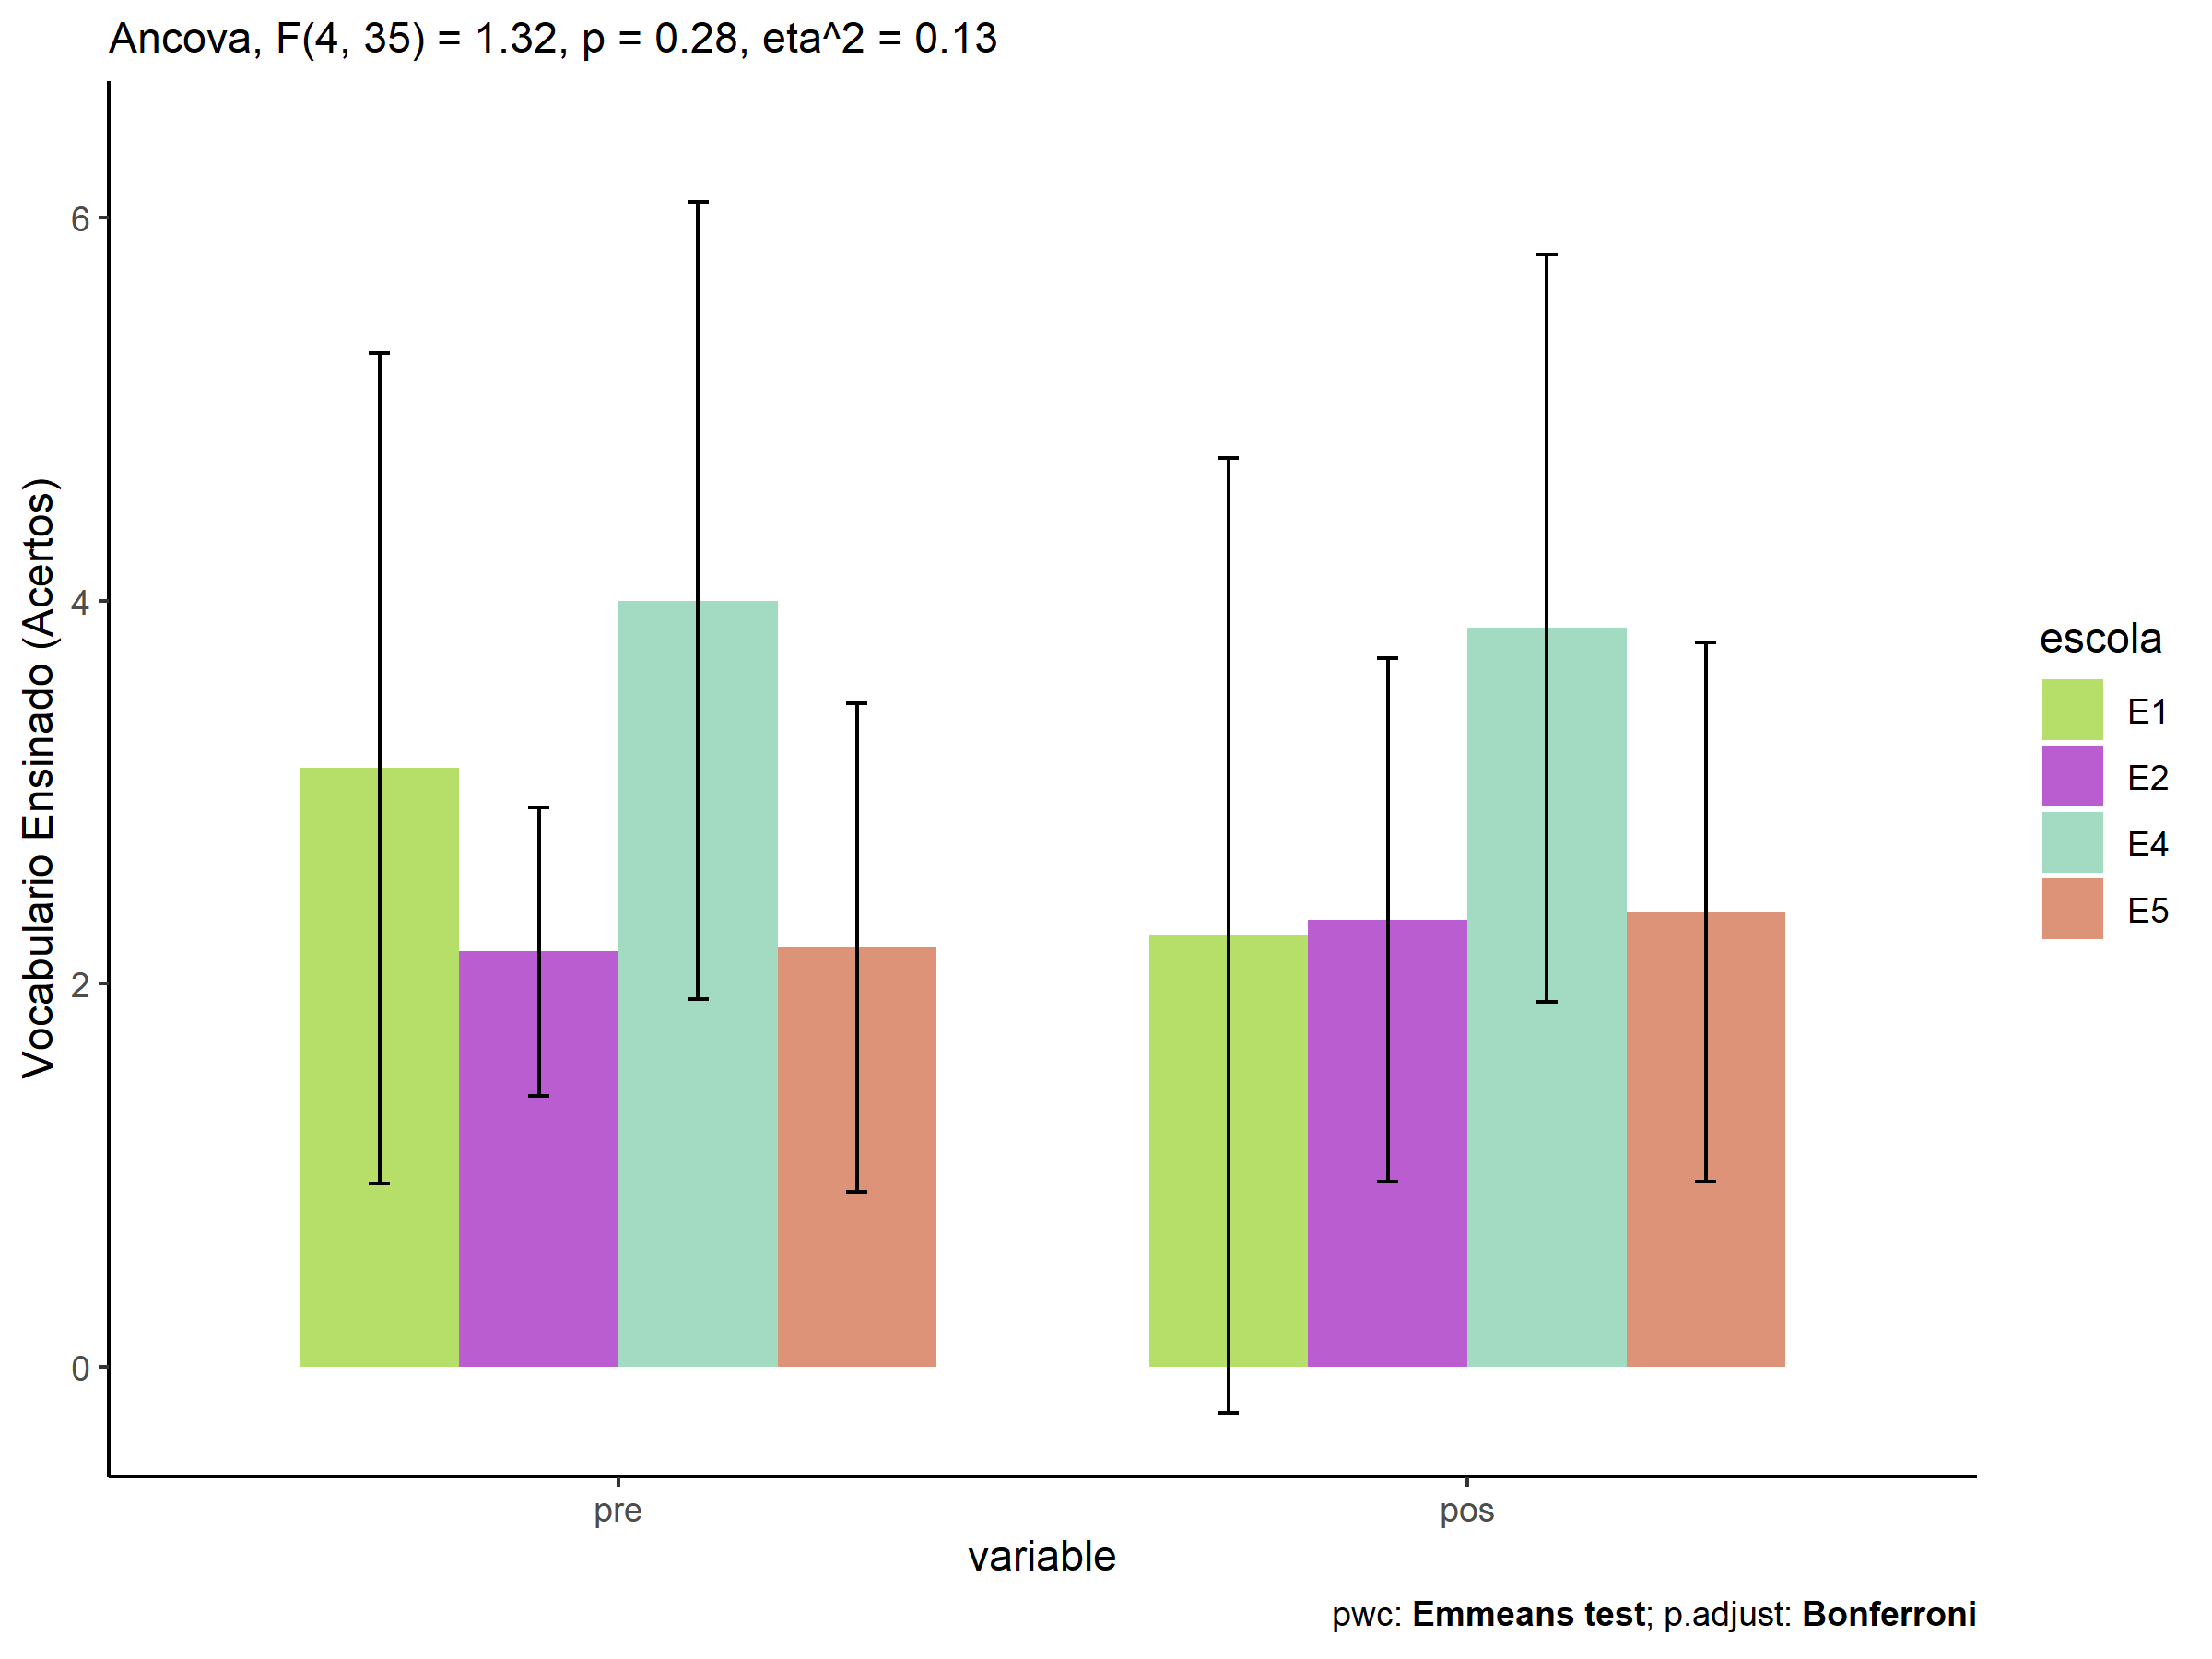 Ancova, F(4, 35) = 1.32, p = 0.28, eta^2 = 0.13
Vocabulario Ensinado (Acertos)
6
4
2
0
pre
pos
variable
escola
E1
E2
E4
E5
pwc: Emmeans test; p.adjust: Bonferroni